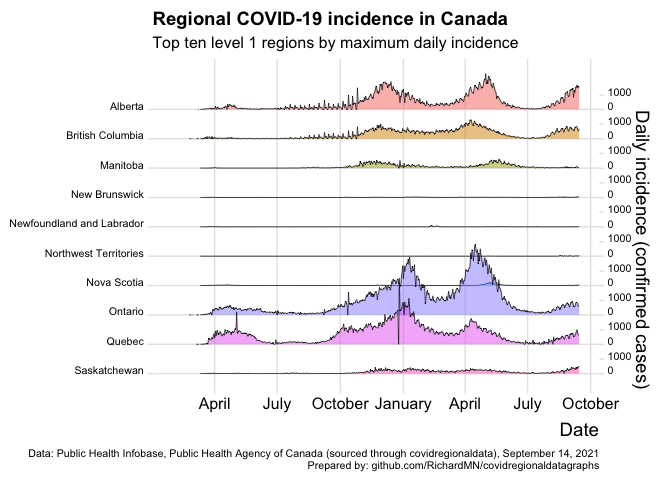 Regional COVID-19 incidence in Canada
Top ten level 1 regions by maximum daily incidence
Alberta 1000 0
British Columbia 1000 0
Manitoba 1000 0
New Brunswick 1000 0
Newfoundland and Labrador 1000 0
Northwest Territories 1000 0
Nova Scotia 1000 0
Ontario 1000 0
Quebec 1000 0
Saskatchewan 1000 0
Daily incidence (confirmed cases)
April July October January April July October
Date
Data: Public Health Infobase, Public Health Agency of Canada (sourced through covidregionaldata), September 14, 2021
Prepared by: github.com/RichardMN/covidregionaldatagraphs